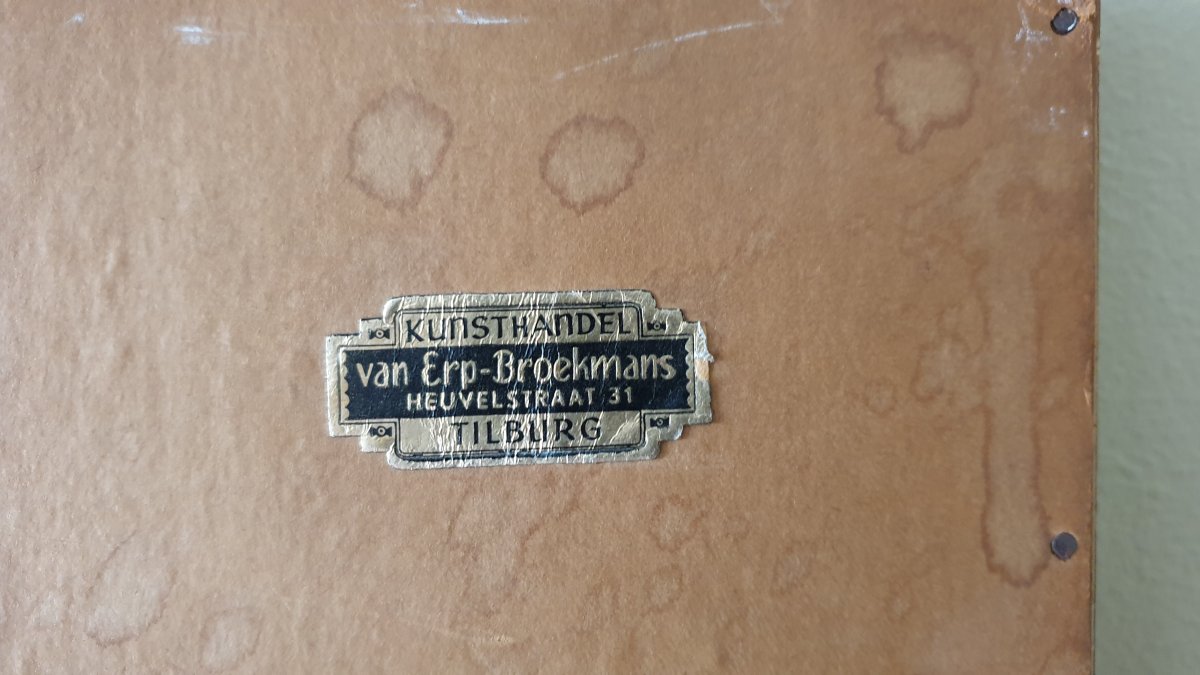 KUNSTHANDEL
van Erp-Broekmans
HEUVELSTRAAT 31
TILBURG